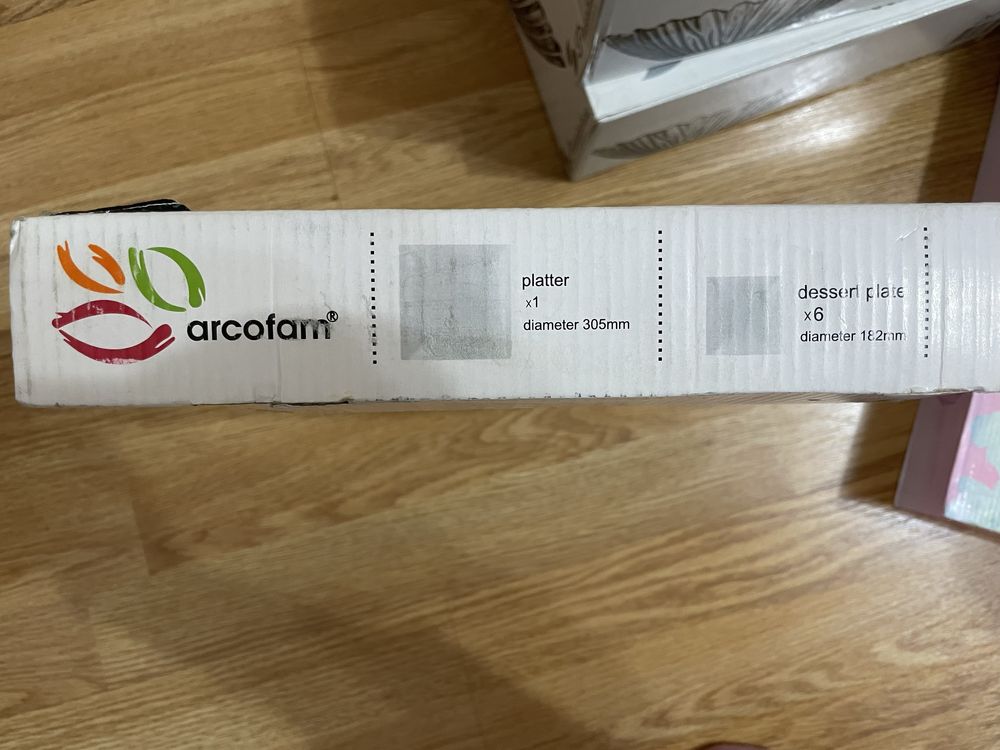 arcofam®
platter
x1
diameter 305mm
dessert plate
x6
diameter 182mm